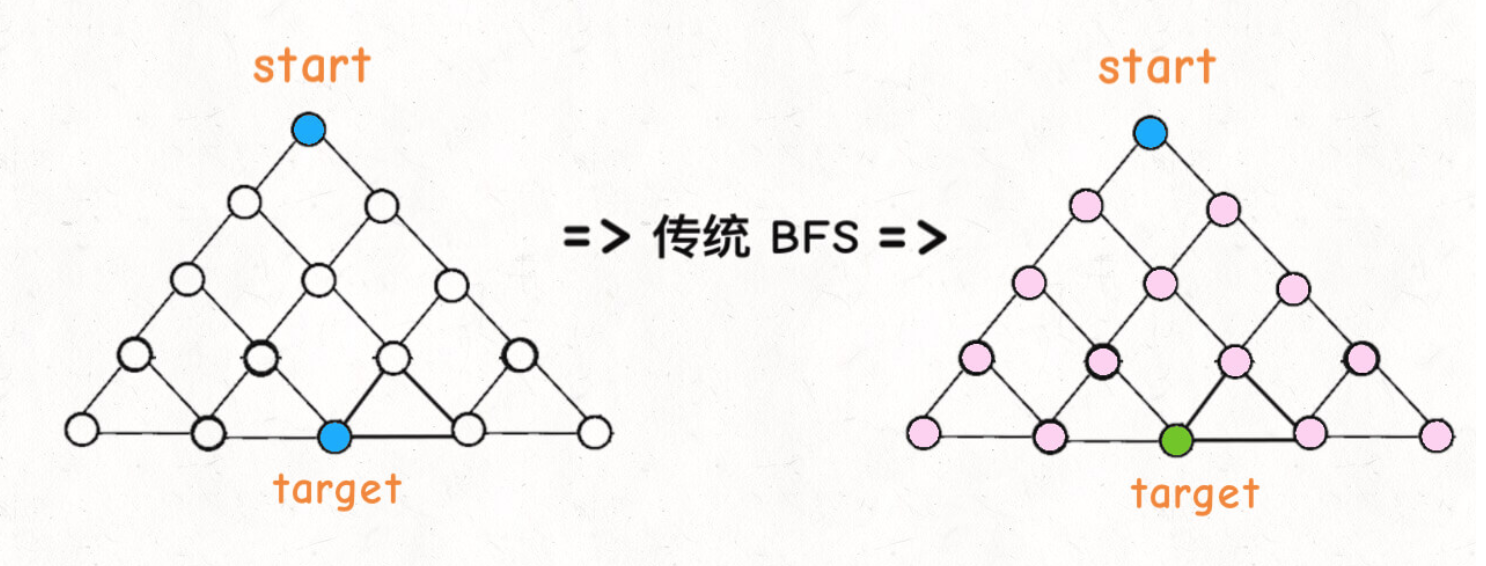 start
start
=> 传统 BFS =>
target
target